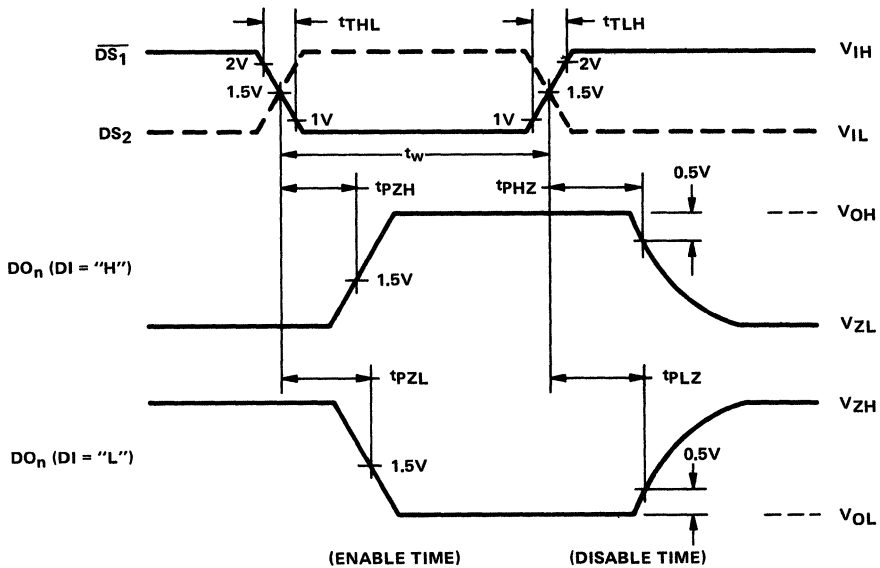 tTHL
tTLH
DS1
VIH
2V
2V
1.5V
1.5V
1V
1V
DS2
VIL
tw
tPZH
tPHZ
0.5V
VOH
DOn (DI = “H”)
1.5V
VZL
tPZL
tPLZ
VZH
0.5V
DOn (DI = “L”)
1.5V
VOL
(ENABLE TIME)
(DISABLE TIME)